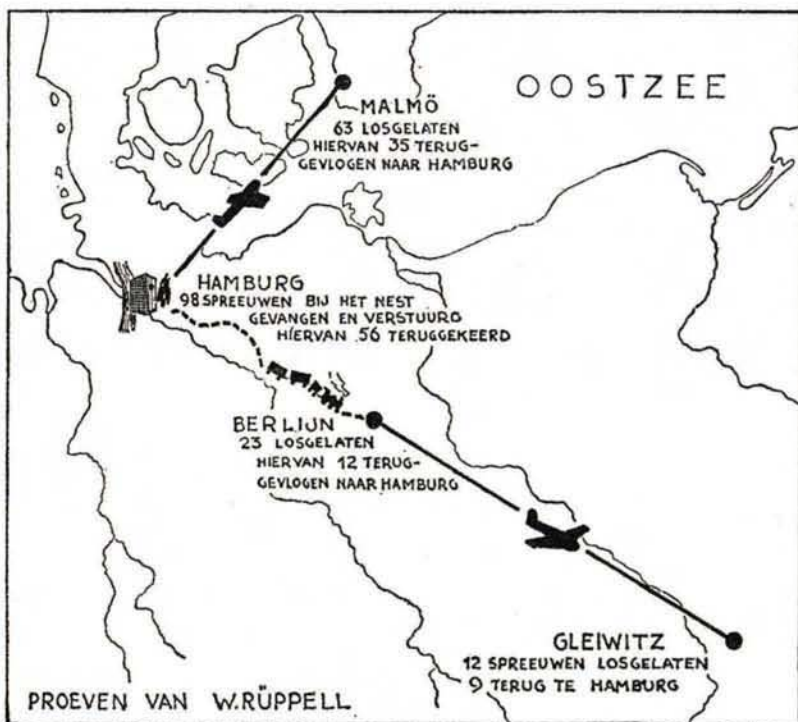 OOSTZEE
MALMÖ
63 LOSGELATEN
HIERVAN 35 TERUG-
GEVLOGEN NAAR HAMBURG
HAMBURG
98 SPREEUWEN BIJ HET NEST
GEVANGEN EN VERSTUURD
HIERVAN 56 TERUGGEKEERD
BERLIJN
23 LOSGELATEN
HIERVAN 12 TERUG-
GEVLOGEN NAAR HAMBURG
GLEIWITZ
12 SPREEUWEN LOSGELATEN
9 TERUG TE HAMBURG
PROEVEN VAN W.RÜPPELL